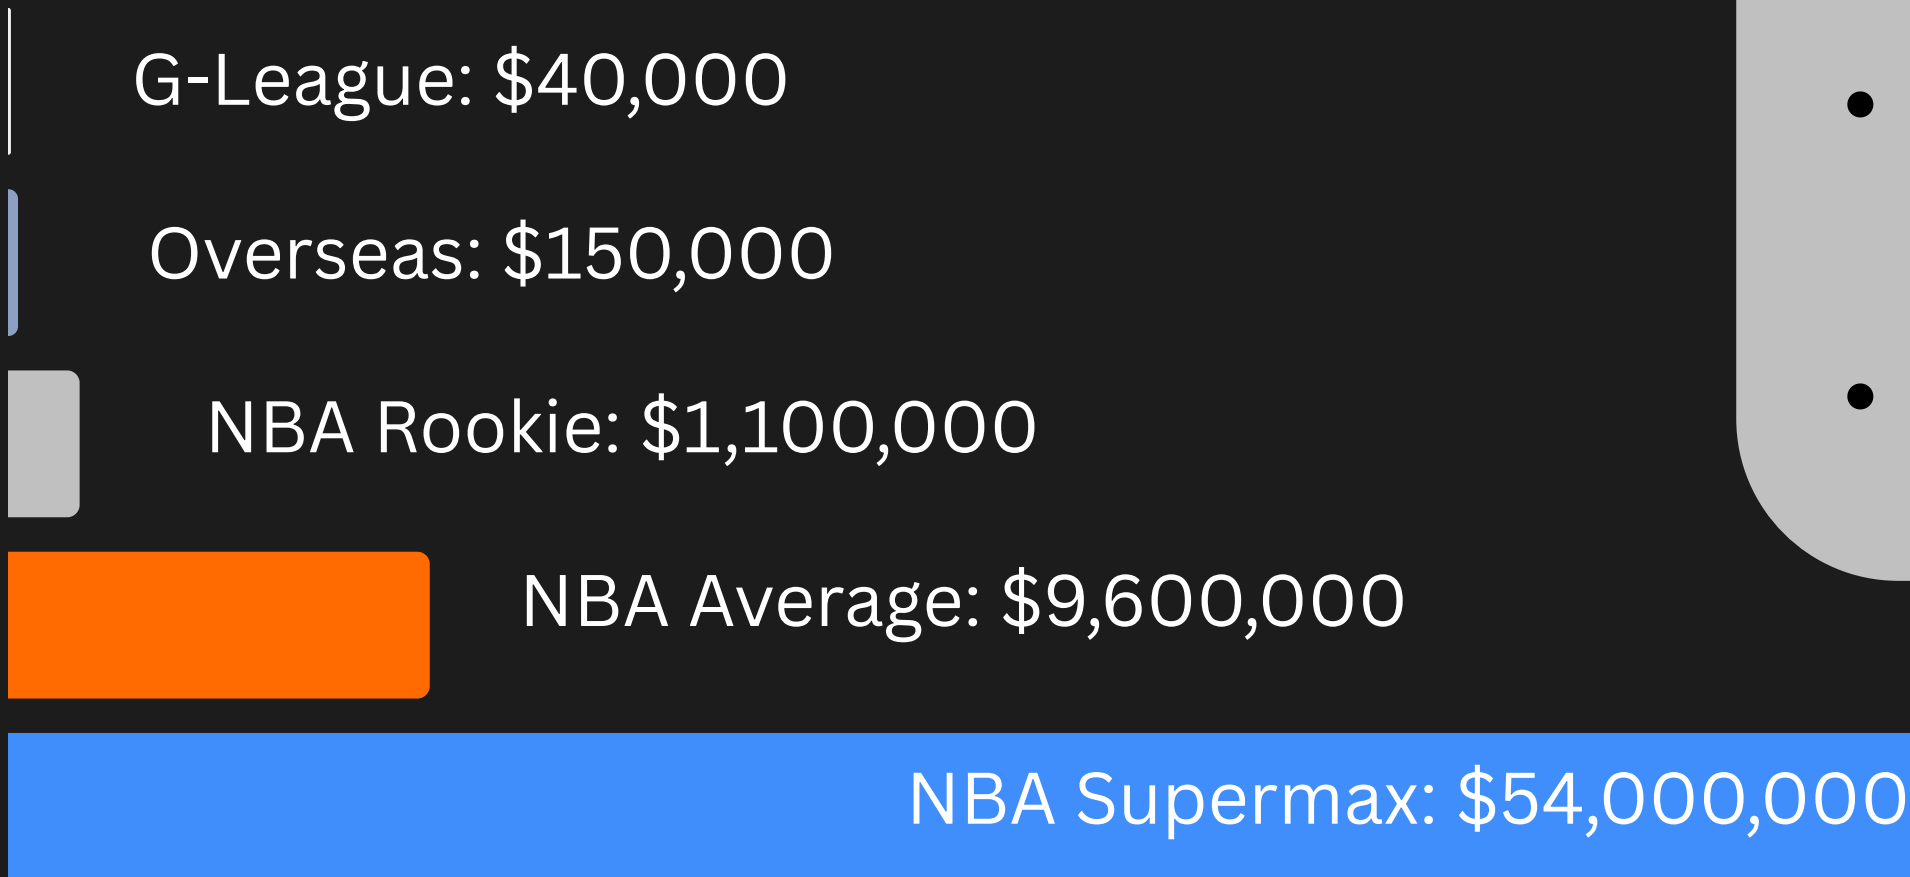 G-League: $40,000
Overseas: $150,000
NBA Rookie: $1,100,000
NBA Average: $9,600,000
NBA Supermax: $54,000,000